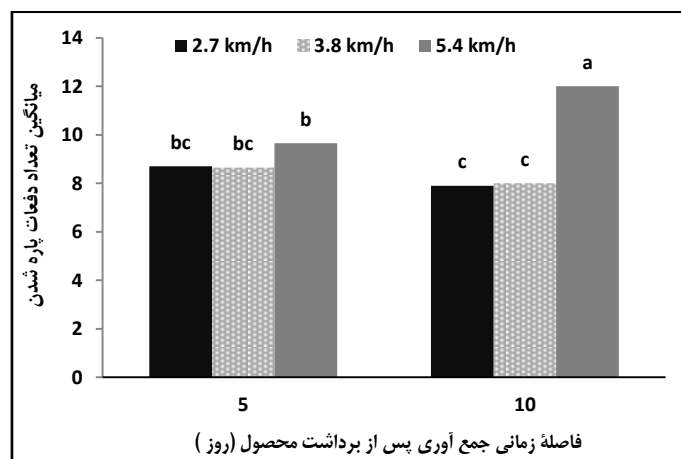 میانگین تعداد دفعات پاره شدن
14
12
10
8
6
4
2
0
2.7 km/h 3.8 km/h 5.4 km/h
bc bc b c c a
5 10
فاصلۀ زمانی جمع آوری پس از برداشت محصول (روز )